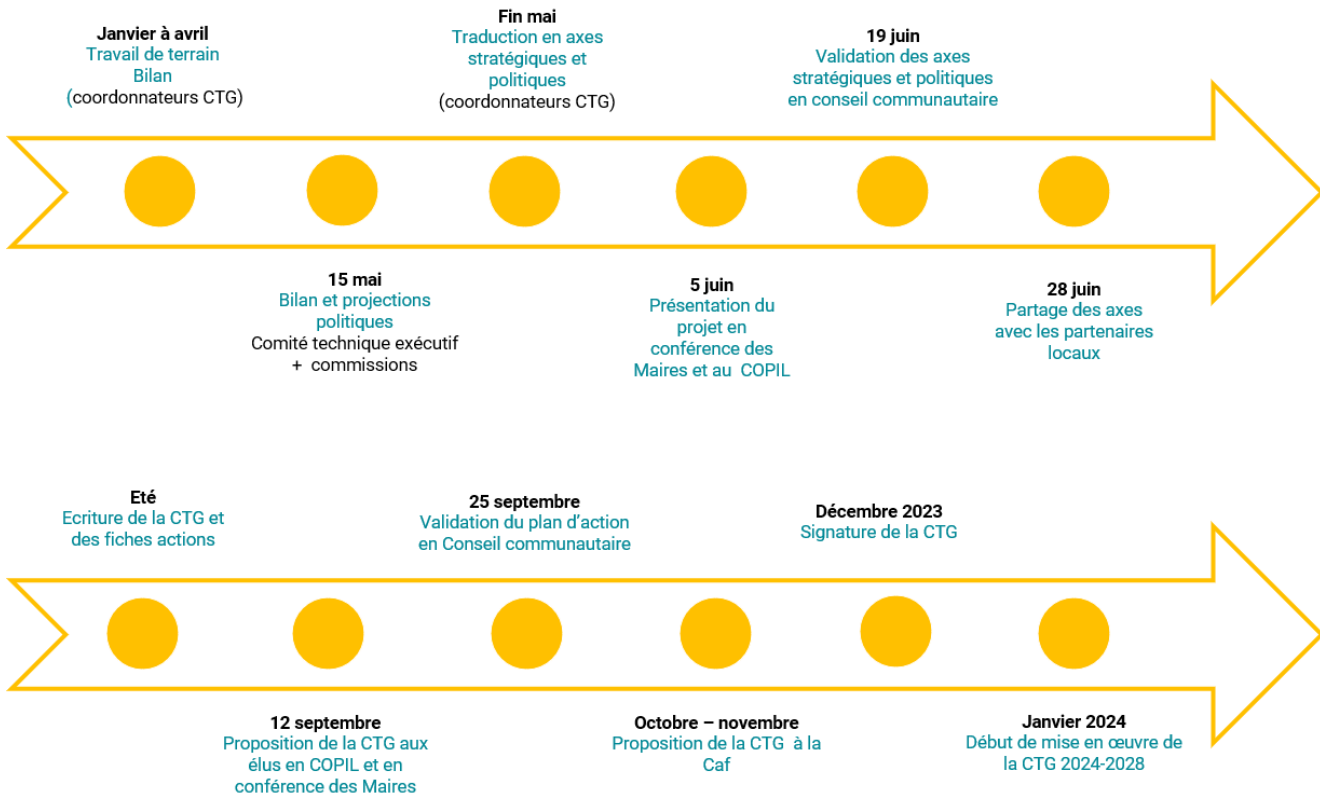 Janvier à avril
Travail de terrain
Bilan
(coordonnateurs CTG)
15 mai
Bilan et projections
politiques
Comité technique exécutif
+ commissions
Fin mai
Traduction en axes
stratégiques et
politiques
(coordonnateurs CTG)
5 juin
Présentation du
projet en
conférence des
Maires et au COPIL
19 juin
Validation des axes
stratégiques et politiques
en conseil communautaire
28 juin
Partage des axes
avec les partenaires
locaux
Eté
Ecriture de la CTG et
des fiches actions
12 septembre
Proposition de la CTG aux
élus en COPIL et en
conférence des Maires
25 septembre
Validation du plan d'action
en Conseil communautaire
Octobre – novembre
Proposition de la CTG à la
Caf
Décembre 2023
Signature de la CTG
Janvier 2024
Début de mise en œuvre de
la CTG 2024-2028